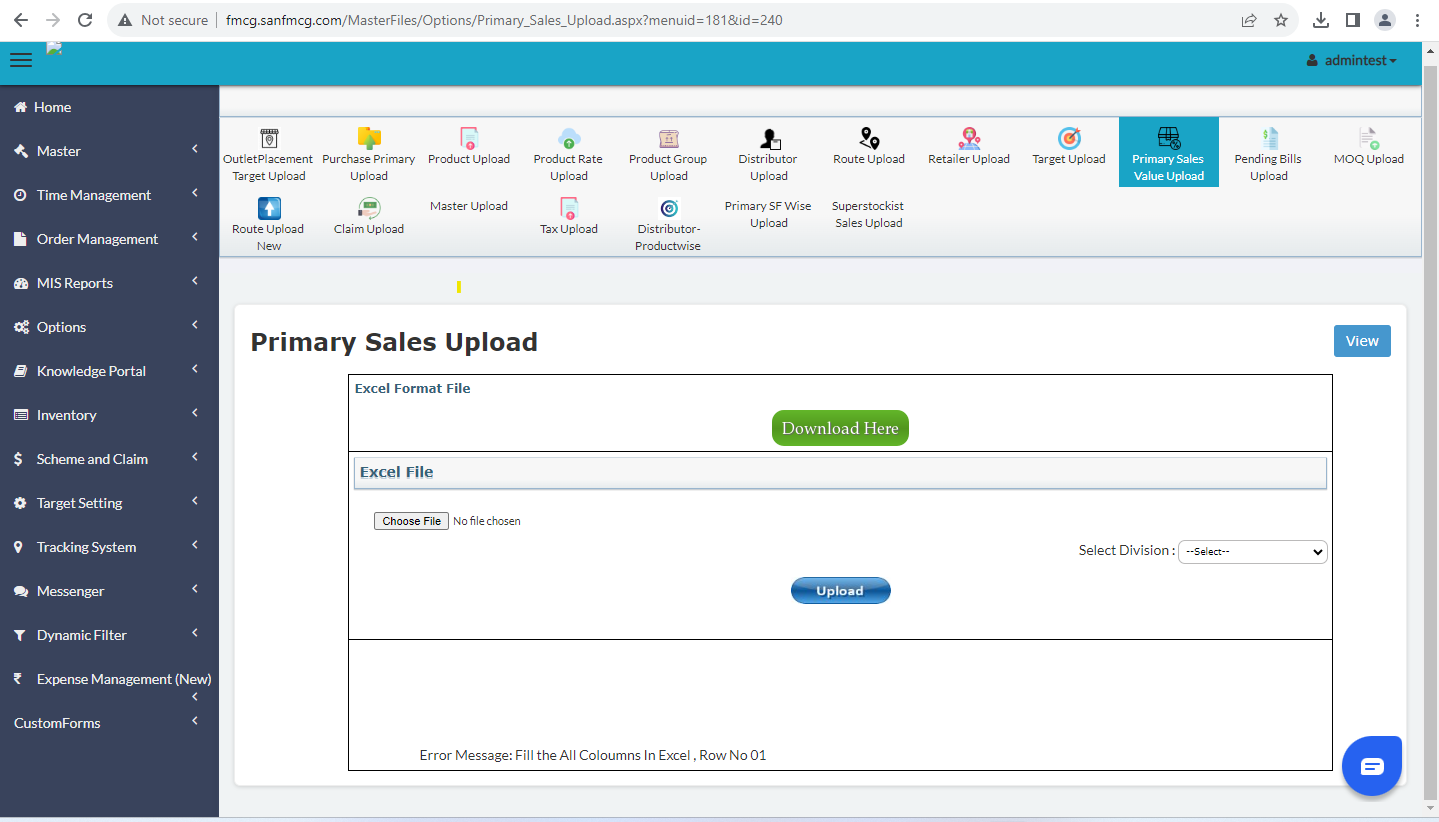 Not secure
fmcg.sanfmcg.com/MasterFiles/Options/Primary_Sales_Upload.aspx?menuid=181&id=240
admintest
Home
Master
Time Management
Order Management
MIS Reports
Options
Knowledge Portal
Inventory
Scheme and Claim
Target Setting
Tracking System
Messenger
Dynamic Filter
Expense Management (New)
CustomForms
OutletPlacement
Target Upload
Purchase Primary
Upload
Product Upload
Product Rate
Upload
Product Group
Upload
Distributor
Upload
Route Upload
Retailer Upload
Target Upload
Primary Sales
Value Upload
Pending Bills
Upload
MOQ Upload
Route Upload
New
Claim Upload
Master Upload
Tax Upload
Distributor-
Productwise
Primary SF Wise
Upload
Superstockist
Sales Upload
Primary Sales Upload
View
Excel Format File
Download Here
Excel File
Choose File No file chosen
Select Division : --Select--
Upload
Error Message: Fill the All Coloumns In Excel , Row No 01